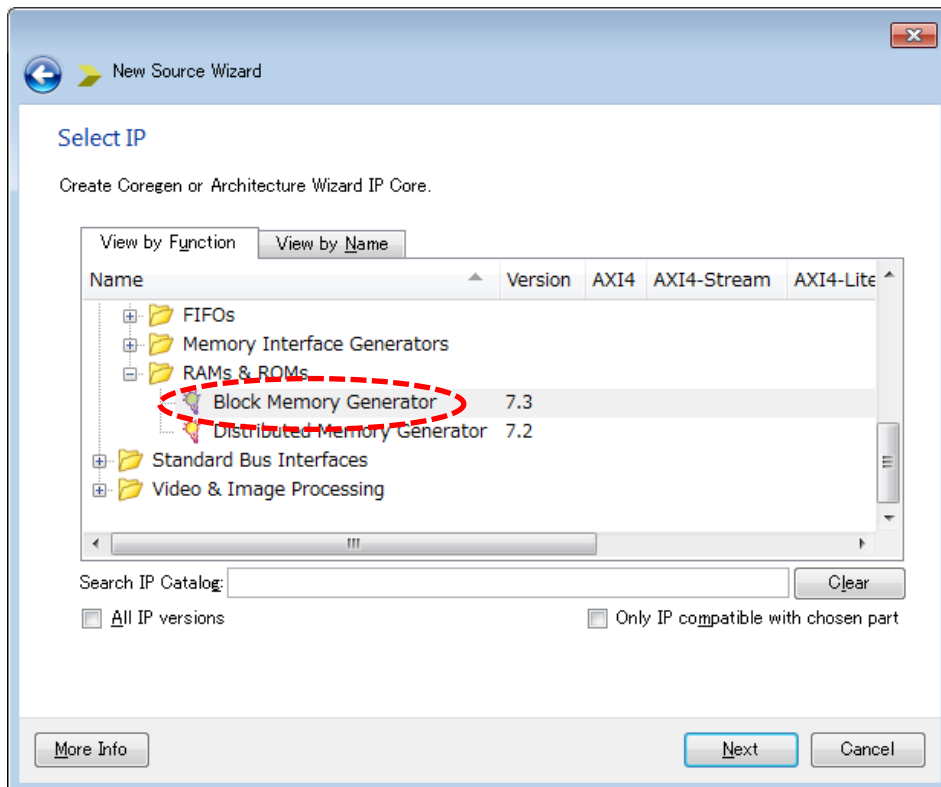 New Source Wizard
Select IP
Create Coregen or Architecture Wizard IP Core.
View by Function View by Name
Name Version AXI4 AXI4-Stream AXI4-Lite
FIFOs
Memory Interface Generators
RAMs & ROMs
Block Memory Generator 7.3
Distributed Memory Generator 7.2
Standard Bus Interfaces
Video & Image Processing
Search IP Catalog: Clear
All IP versions Only IP compatible with chosen part
More Info Next Cancel